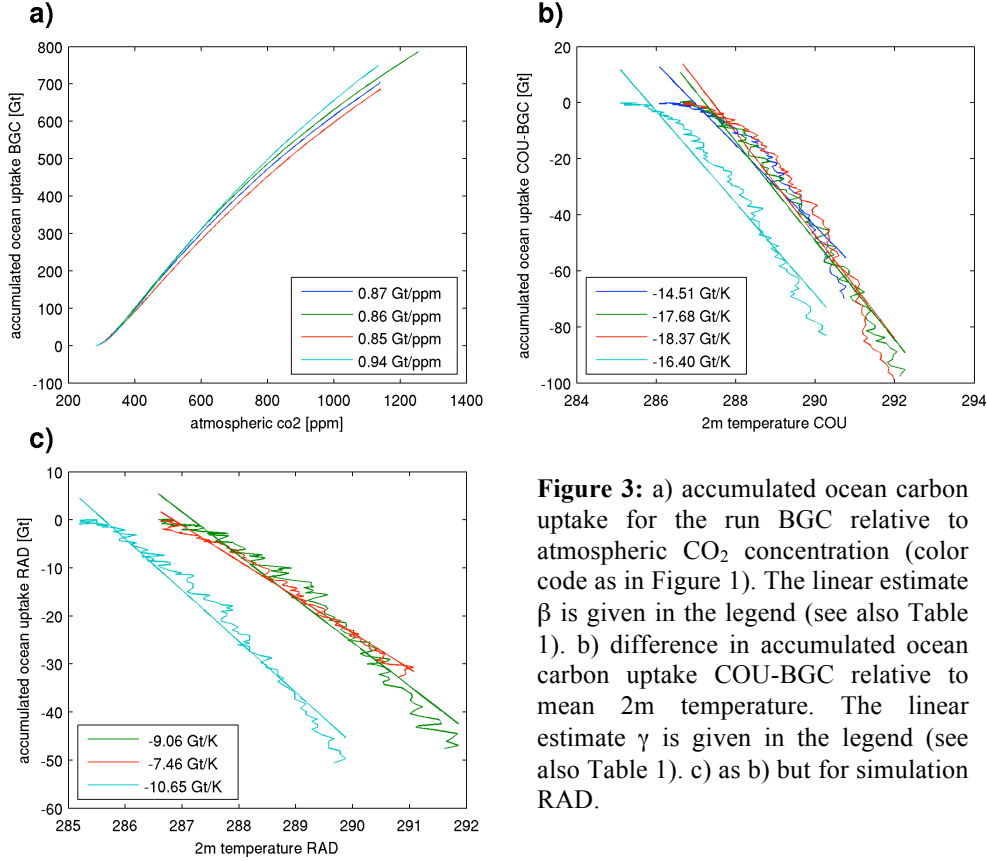 a)
800
700
600
500
400
300
200
100
0
-100
200
400
600
800
1000
1200
1400
accumulated ocean uptake BGC [Gt]
atmospheric co2 [ppm]
0.87 Gt/ppm
0.86 Gt/ppm
0.85 Gt/ppm
0.94 Gt/ppm
b)
20
0
-20
-40
-60
-80
-100
284
286
288
290
292
294
accumulated ocean uptake COU-BGC [Gt]
2m temperature COU
-14.51 Gt/K
-17.68 Gt/K
-18.37 Gt/K
-16.40 Gt/K
c)
10
0
-10
-20
-30
-40
-50
-60
285
286
287
288
289
290
291
292
accumulated ocean uptake RAD [Gt]
2m temperature RAD
-9.06 Gt/K
-7.46 Gt/K
-10.65 Gt/K
Figure 3: a) accumulated ocean carbon
uptake for the run BGC relative to
atmospheric CO₂ concentration (color
code as in Figure 1). The linear estimate
β is given in the legend (see also Table
1). b) difference in accumulated ocean
carbon uptake COU-BGC relative to
mean 2m temperature. The linear
estimate γ is given in the legend (see
also Table 1). c) as b) but for simulation
RAD.